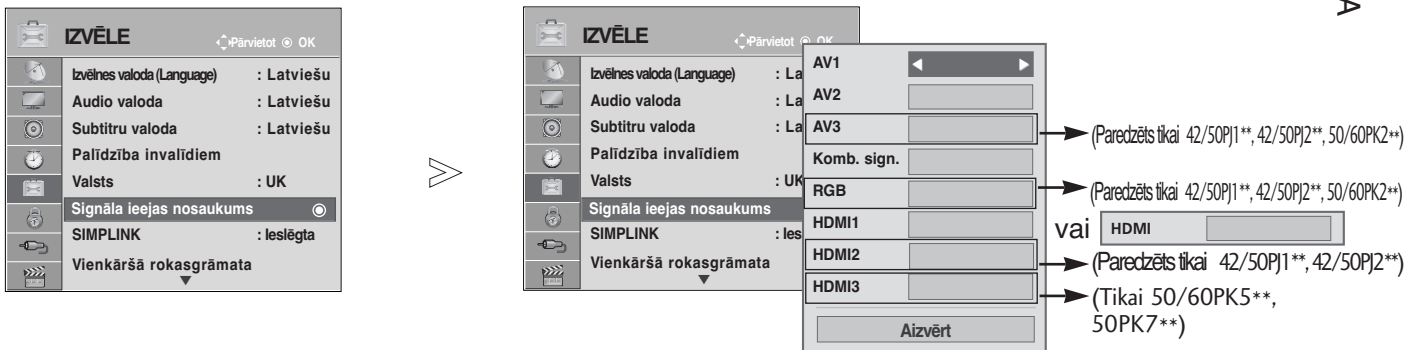 IZVĒLE Pārvietot OK
Izvēlnes valoda (Language) : Latviešu
Audio valoda : Latviešu
Subtitru valoda : Latviešu
Palīdzība invalīdiem
Valsts : UK
Signāla ieejas nosaukums
SIMPLINK : Ieslēgta
Vienkāršā rokasgrāmata
>>
IZVĒLE Pārvietot OK
Izvēlnes valoda (Language) : La
Audio valoda : La
Subtitru valoda : La
Palīdzība invalīdiem
Valsts : UK
Signāla ieejas nosaukums
SIMPLINK : Ies
Vienkāršā rokasgrāmata
AV1
AV2
AV3
Komb. sign.
RGB
HDMI1
HDMI2
HDMI3
Aizvērt
(Paredzēts tikai 42/50PJ1**, 42/50PJ2**, 50/60PK2**)
(Paredzēts tikai 42/50PJ1**, 42/50PJ2**, 50/60PK2**)
vai HDMI
(Paredzēts tikai 42/50PJ1**, 42/50PJ2**)
(Tikai 50/60PK5**,
50PK7**)
A